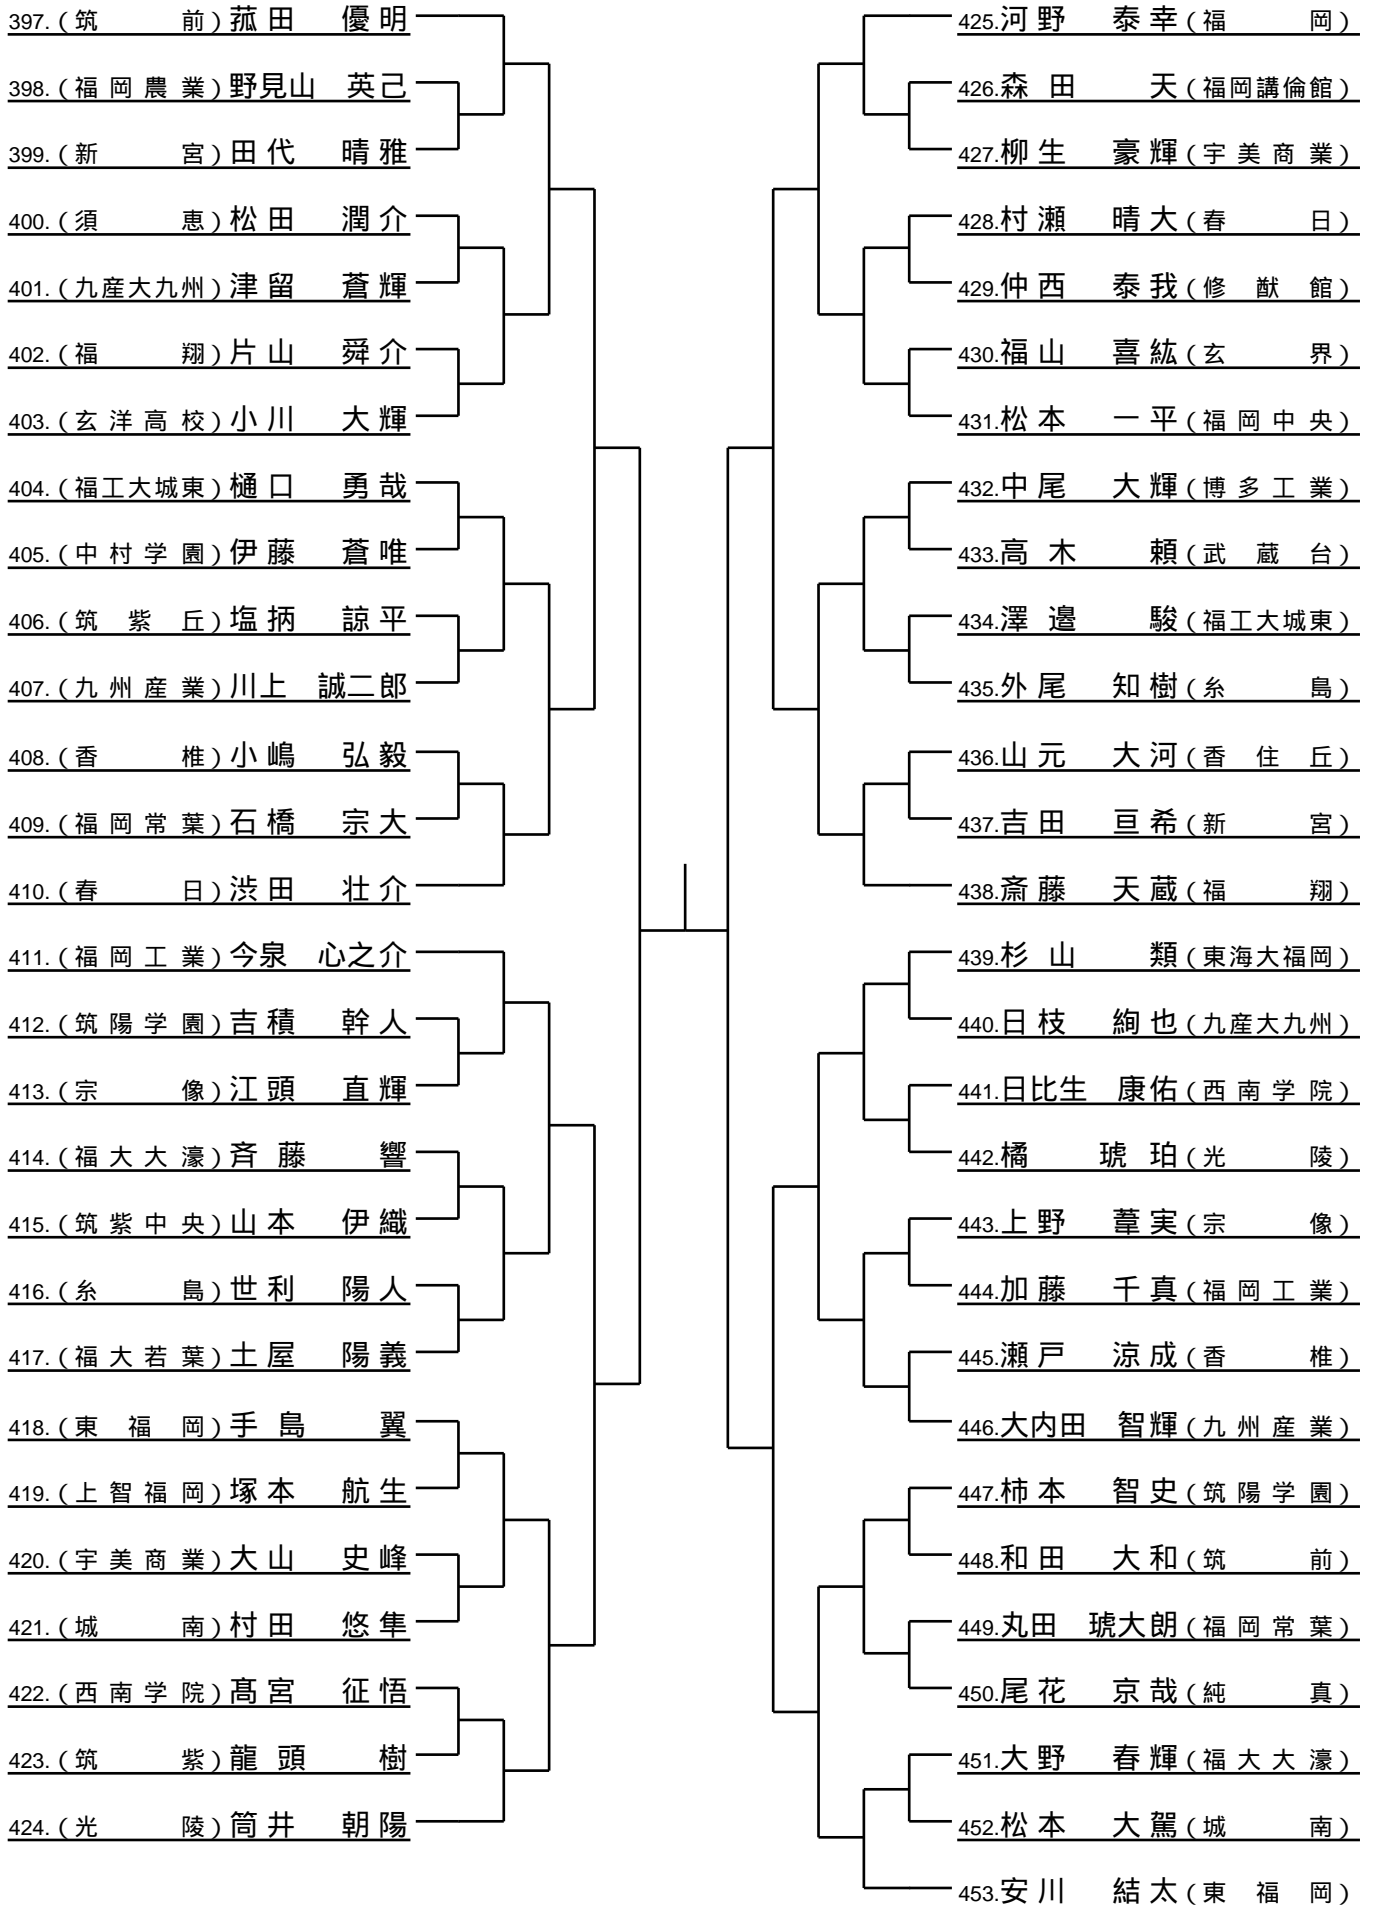 397.(筑前)菰田 優明
398.(福岡農業)野見山 英己
399.(新宮)田代 晴雅
400.(須恵)松田 潤介
401.(九産大九州)津留 蒼輝
402.(福翔)片山 舜介
403.(玄洋高校)小川 大輝
404.(福工大城東)樋口 勇哉
405.(中村学園)伊藤 蒼唯
406.(筑紫丘)塩柄 諒平
407.(九州産業)川上 誠二郎
408.(香椎)小嶋 弘毅
409.(福岡常葉)石橋 宗大
410.(春日)渋田 壮介
411.(福岡工業)今泉 心之介
412.(筑陽学園)吉積 幹人
413.(宗像)江頭 直輝
414.(福大大濠)斉藤 響
415.(筑紫中央)山本 伊織
416.(糸島)世利 陽人
417.(福大若葉)土屋 陽義
418.(東福岡)手島 翼
419.(上智福岡)塚本 航生
420.(宇美商業)大山 史峰
421.(城南)村田 悠隼
422.(西南学院)髙宮 征悟
423.(筑紫)龍頭 樹
424.(光陵)筒井 朝陽
425.河野 泰幸(福岡)
426.森田 天(福岡講倫館)
427.柳生 豪輝(宇美商業)
428.村瀬 晴大(春日)
429.仲西 泰我(修猷館)
430.福山 喜紘(玄界)
431.松本 一平(福岡中央)
432.中尾 大輝(博多工業)
433.高木 頼(武蔵台)
434.澤邉 駿(福工大城東)
435.外尾 知樹(糸島)
436.山元 大河(香住丘)
437.吉田 亘希(新宮)
438.斎藤 天蔵(福翔)
439.杉山 類(東海大福岡)
440.日枝 絢也(九産大九州)
441.日比生 康佑(西南学院)
442.橘 琥珀(光陵)
443.上野 葦実(宗像)
444.加藤 千真(福岡工業)
445.瀬戸 涼成(香椎)
446.大内田 智輝(九州産業)
447.柿本 智史(筑陽学園)
448.和田 大和(筑前)
449.丸田 琥大朗(福岡常葉)
450.尾花 京哉(純真)
451.大野 春輝(福大大濠)
452.松本 大駕(城南)
453.安川 結太(東福岡)